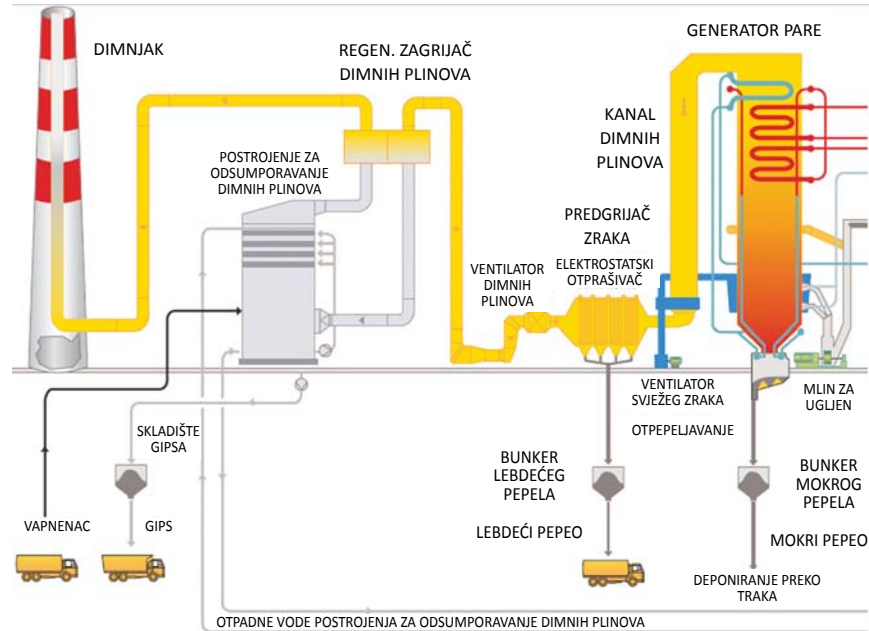 DIMNJAK
REGEN. ZAGRIJAČ
DIMNIH PLINOVA
GENERATOR PARE
KANAL
DIMNIH
PLINOVA
POSTROJENJE ZA
ODSUMPORAVANJE
DIMNIH PLINOVA
PREDGRIJAČ
ZRAKA
ELEKTROSTATSKI
OTPRAŠIVAČ
VENTILATOR
DIMNIH
PLINOVA
VENTILATOR
SVJEŽEG ZRAKA
MLIN ZA
UGLJEN
OTPEPELJAVANJE
SKLADIŠTE
GIPSA
BUNKER
LEBDEĆEG
PEPELA
BUNKER
MOKROG
PEPELA
VAPNENAC
GIPS
LEBDEĆI PEPEO
MOKRI PEPEO
DEPONIRANJE PREKO
TRAKA
OTPADNE VODE POSTROJENJA ZA ODSUMPORAVANJE DIMNIH PLINOVA